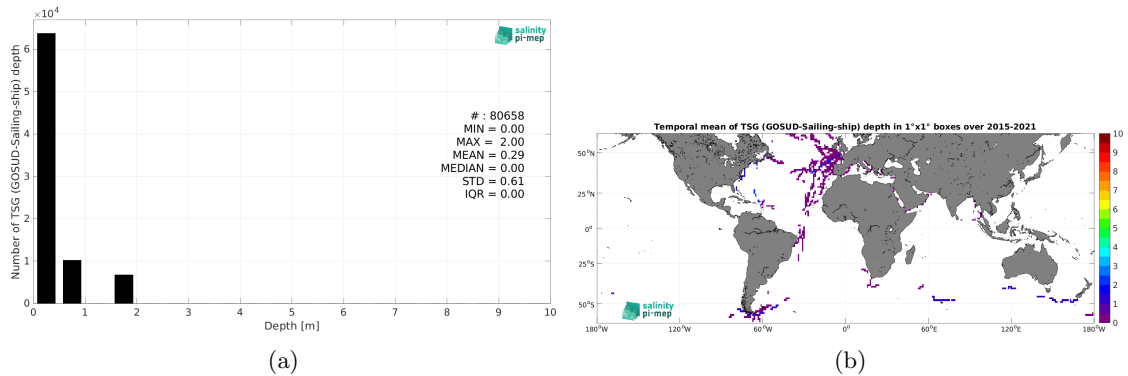 ×10⁴
6
5
4
3
2
1
0
Number of TSG (GOSUD-Sailing-ship) depth
salinity
pi-mep
# : 80658
MIN = 0.00
MAX = 2.00
MEAN = 0.29
MEDIAN = 0.00
STD = 0.61
IQR = 0.00
0 1 2 3 4 5 6 7 8 9 10
Depth [m]
(a)
Temporal mean of TSG (GOSUD-Sailing-ship) depth in 1°x1° boxes over 2015-2021
50°N
25°N
0°
25°S
50°S
salinity
pi-mep
180°W 120°W 60°W 0° 60°E 120°E 180°W
10
9
8
7
6
5
4
3
2
1
0
(b)